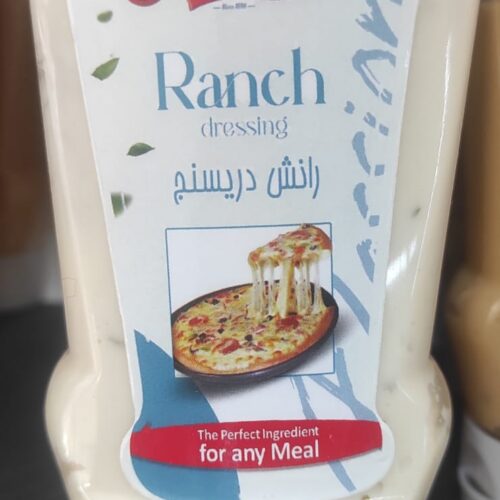 Ranch
dressing
رانش دريسنج
The Perfect Ingredient
for any Meal